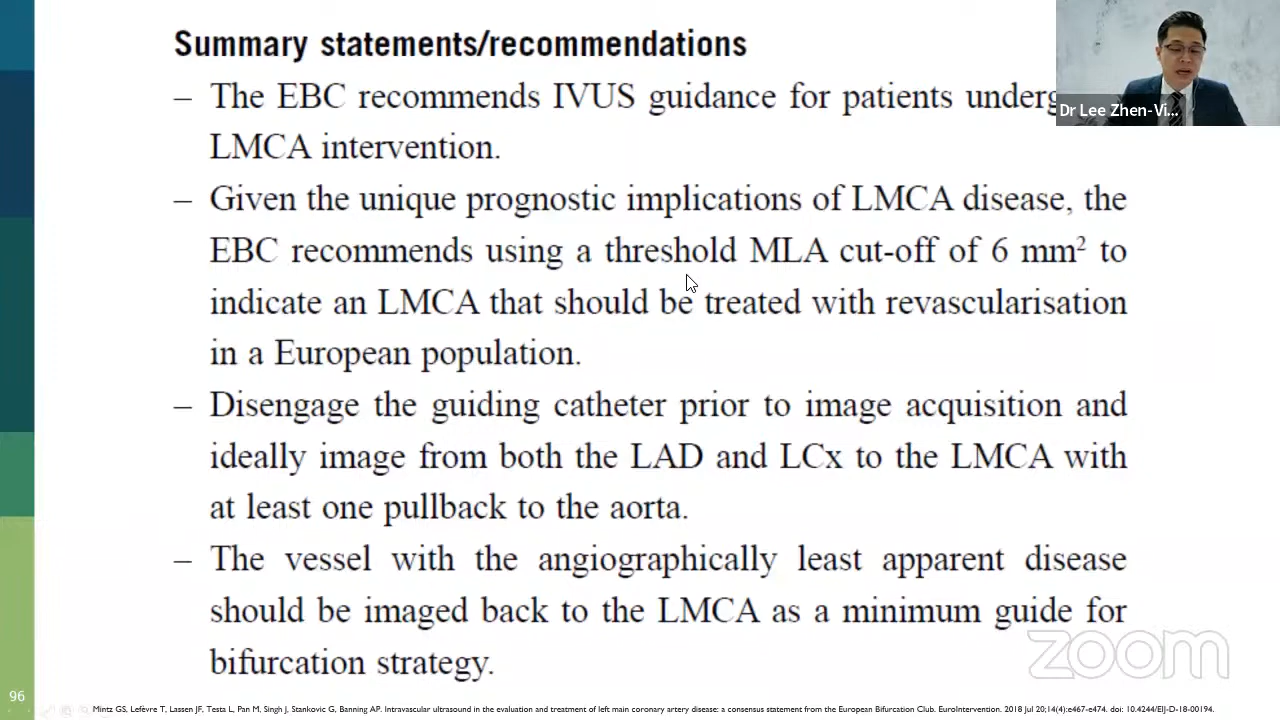 Summary statements/recommendations
– The EBC recommends IVUS guidance for patients
LMCA intervention.
– Given the unique prognostic implications of LMCA disease, the
EBC recommends using a threshold MLA cut-off of 6 mm² to
indicate an LMCA that should be treated with revascularisation
in a European population.
– Disengage the guiding catheter prior to image acquisition and
ideally image from both the LAD and LCx to the LMCA with
at least one pullback to the aorta.
– The vessel with the angiographically least apparent disease
should be imaged back to the LMCA as a minimum guide for
bifurcation strategy.
Dr Lee Zhen-Vi...
zoom
96
Mintz GS, Lefèvre T, Lassen JF, Testa L, Pan M, Singh J, Stankovic G, Banning AP. Intravascular ultrasound in the evaluation and treatment of left main coronary artery disease: a consensus statement from the European Bifurcation Club. EuroIntervention. 2018 Jul 20;14(4):e467-e474. doi: 10.4244/EIJ-D-18-00194.